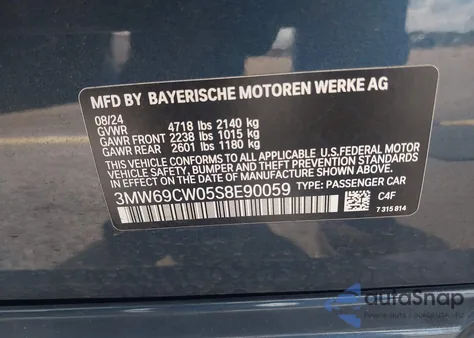 MFD BY BAYERISCHE MOTOREN WERKE AG
08/24
GVWR 4718 lbs 2140 kg
GAWR FRONT 2238 lbs 1015 kg
GAWR REAR 2601 lbs 1180 kg
THIS VEHICLE CONFORMS TO ALL APPLICABLE U.S.FEDERAL MOTOR
VEHICLE SAFETY, BUMPER, AND THEFT PREVENTION STANDARDS
IN EFFECT ON THE DATE OF MANUFACTURE SHOWN ABOVE.
3MW69CW05S8E90059 TYPE: PASSENGER CAR
C4F
7 315 814
autoSnap